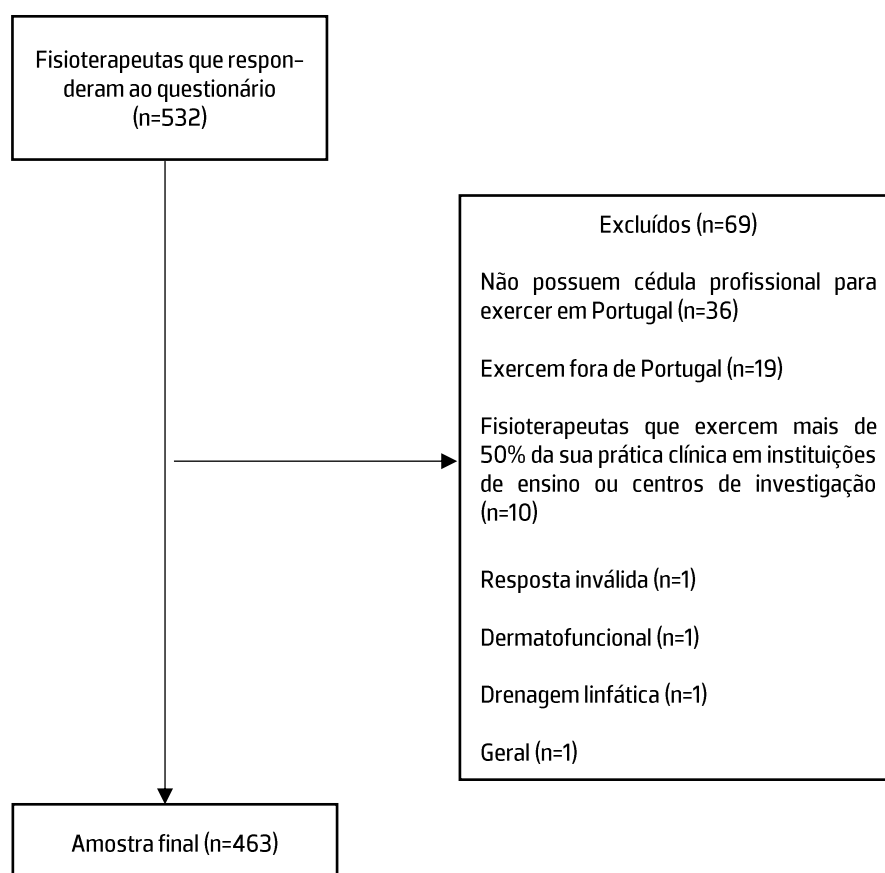 Fisioterapeutas que respon-
deram ao questionário
(n=532)
Excluídos (n=69)
Não possuem cédula profissional para
exercer em Portugal (n=36)
Exercem fora de Portugal (n=19)
Fisioterapeutas que exercem mais de
50% da sua prática clínica em instituições
de ensino ou centros de investigação
(n=10)
Resposta inválida (n=1)
Dermatofuncional (n=1)
Drenagem linfática (n=1)
Geral (n=1)
Amostra final (n=463)